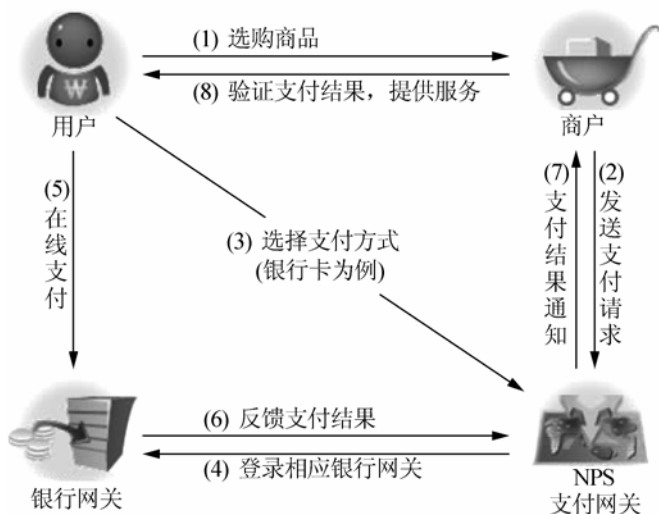 (1) 选购商品
(8) 验证支付结果，提供服务
W
用户
商户
(5)
在线支付
(3) 选择支付方式
(银行卡为例)
(7)
支付结果通知
(2)
发送支付请求
(6) 反馈支付结果
(4) 登录相应银行网关
银行网关
NPS
支付网关